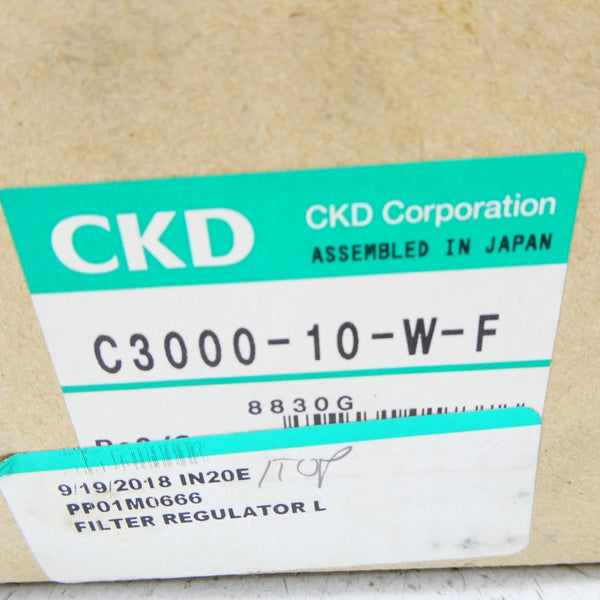 CKD
CKD Corporation
ASSEMBLED IN JAPAN
C3000-10-W-F
8830G
9/19/2018 IN20E
PP01M0666
FILTER REGULATOR L